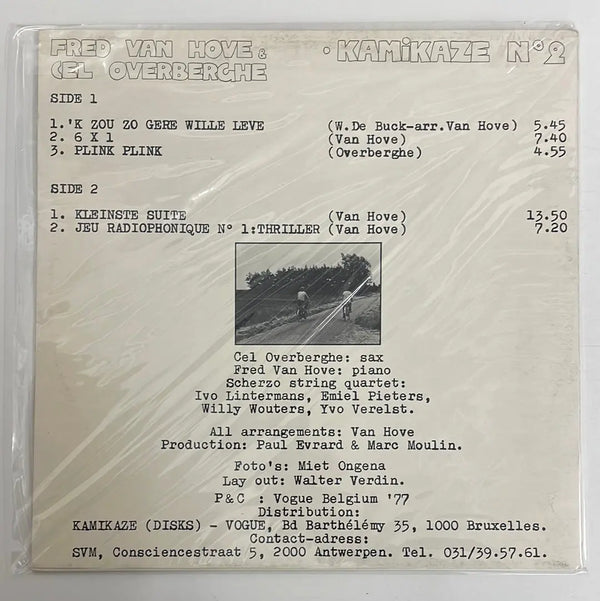 FRED VAN HOVE & • KAMiKAZE N°2
CEL OVERBERGHE
SIDE 1
1.'K ZOU ZO GERE WILLE LEVE (W.De Buck-arr.Van Hove) 5.45
2. 6 X 1 (Van Hove) 7.40
3. PLINK PLINK (Overberghe) 4.55
SIDE 2
1. KLEINSTE SUITE (Van Hove) 13.50
2. JEU RADIOPHONIQUE N° 1:THRILLER (Van Hove) 7.20
Cel Overberghe: sax
Fred Van Hove: piano
Scherzo string quartet:
Ivo Lintermans, Emiel Pieters,
Willy Wouters, Yvo Verelst.
All arrangements: Van Hove
Production: Paul Evrard & Marc Moulin.
Foto's: Miet Ongena
Lay out: Walter Verdin.
P & C : Vogue Belgium '77
Distribution:
KAMIKAZE (DISKS) - VOGUE, Bd Barthélémy 35, 1000 Bruxelles.
Contact-adress:
SVM, Consciencestraat 5, 2000 Antwerpen. Tel. 031/39.57.61.